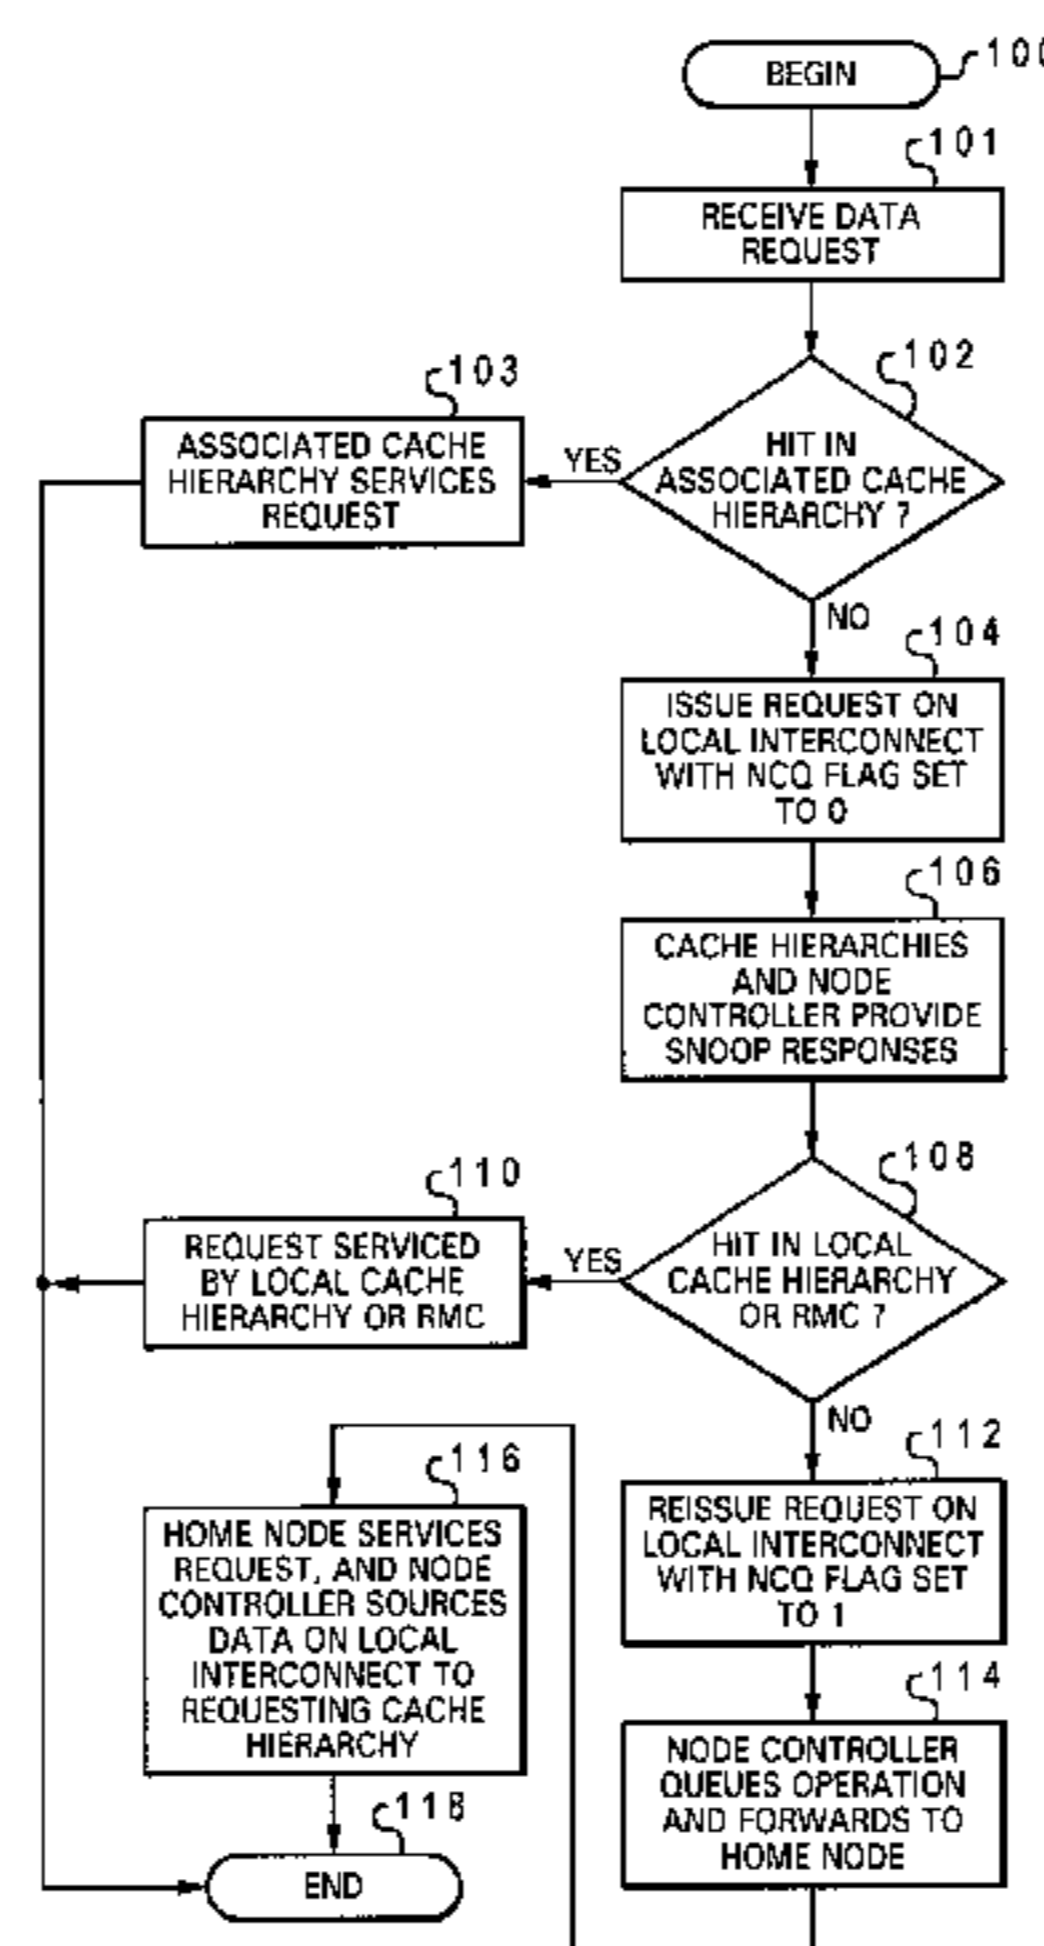 BEGIN
100
101
RECEIVE DATA
REQUEST
102
HIT IN
ASSOCIATED CACHE
HIERARCHY ?
YES
NO
103
ASSOCIATED CACHE
HIERARCHY SERVICES
REQUEST
104
ISSUE REQUEST ON
LOCAL INTERCONNECT
WITH NCQ FLAG SET
TO 0
106
CACHE HIERARCHIES
AND NODE
CONTROLLER PROVIDE
SNOOP RESPONSES
108
HIT IN LOCAL
CACHE HIERARCHY
OR RMC ?
YES
NO
110
REQUEST SERVICED
BY LOCAL CACHE
HIERARCHY OR RMC
112
REISSUE REQUEST ON
LOCAL INTERCONNECT
WITH NCQ FLAG SET
TO 1
114
NODE CONTROLLER
QUEUES OPERATION
AND FORWARDS TO
HOME NODE
116
HOME NODE SERVICES
REQUEST, AND NODE
CONTROLLER SOURCES
DATA ON LOCAL
INTERCONNECT TO
REQUESTING CACHE
HIERARCHY
118
END